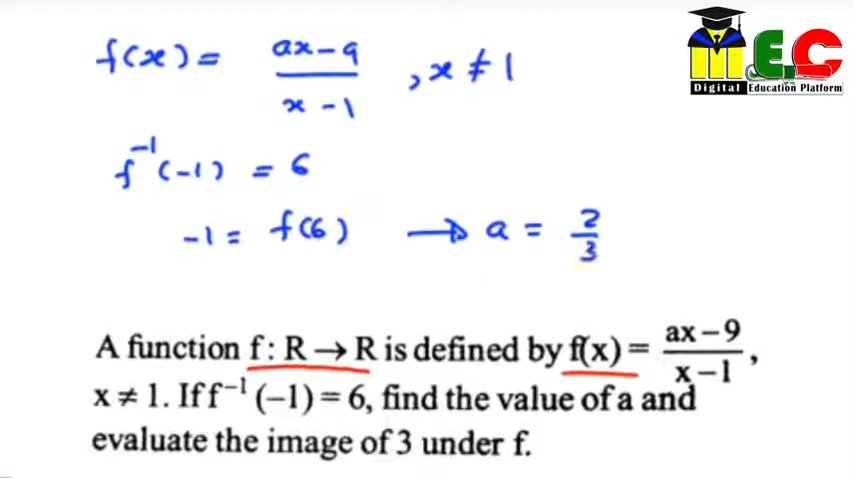 f(x) = (ax-9)/(x-1) , x ≠ 1
f⁻¹(-1) = 6
-1 = f(6) → a = 2/3
MEC
Digital Education Platform
A function f : R → R is defined by f(x) = (ax-9)/(x-1),
x ≠ 1. If f⁻¹(-1) = 6, find the value of a and
evaluate the image of 3 under f.